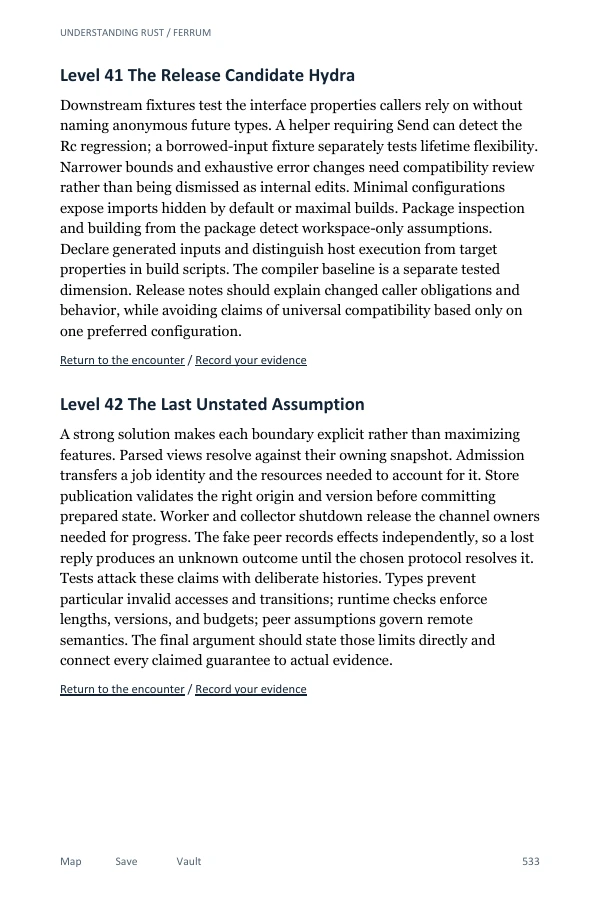 UNDERSTANDING RUST / FERRUM
Level 41 The Release Candidate Hydra
Downstream fixtures test the interface properties callers rely on without
naming anonymous future types. A helper requiring Send can detect the
Rc regression; a borrowed-input fixture separately tests lifetime flexibility.
Narrower bounds and exhaustive error changes need compatibility review
rather than being dismissed as internal edits. Minimal configurations
expose imports hidden by default or maximal builds. Package inspection
and building from the package detect workspace-only assumptions.
Declare generated inputs and distinguish host execution from target
properties in build scripts. The compiler baseline is a separate tested
dimension. Release notes should explain changed caller obligations and
behavior, while avoiding claims of universal compatibility based only on
one preferred configuration.
Return to the encounter / Record your evidence
Level 42 The Last Unstated Assumption
A strong solution makes each boundary explicit rather than maximizing
features. Parsed views resolve against their owning snapshot. Admission
transfers a job identity and the resources needed to account for it. Store
publication validates the right origin and version before committing
prepared state. Worker and collector shutdown release the channel owners
needed for progress. The fake peer records effects independently, so a lost
reply produces an unknown outcome until the chosen protocol resolves it.
Tests attack these claims with deliberate histories. Types prevent
particular invalid accesses and transitions; runtime checks enforce
lengths, versions, and budgets; peer assumptions govern remote
semantics. The final argument should state those limits directly and
connect every claimed guarantee to actual evidence.
Return to the encounter / Record your evidence
Map Save Vault 533